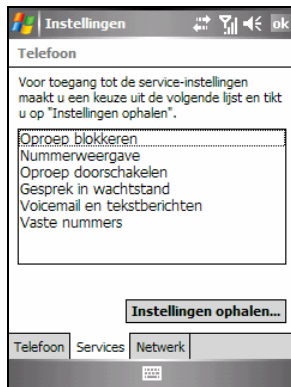 Instellingen ok
Telefoon
Voor toegang tot de service-instellingen
maakt u een keuze uit de volgende lijst en tikt
u op "Instellingen ophalen".
Oproep blokkeren
Nummerweergave
Oproep doorschakelen
Gesprek in wachtstand
Voicemail en tekstberichten
Vaste nummers
Instellingen ophalen...
Telefoon Services Netwerk